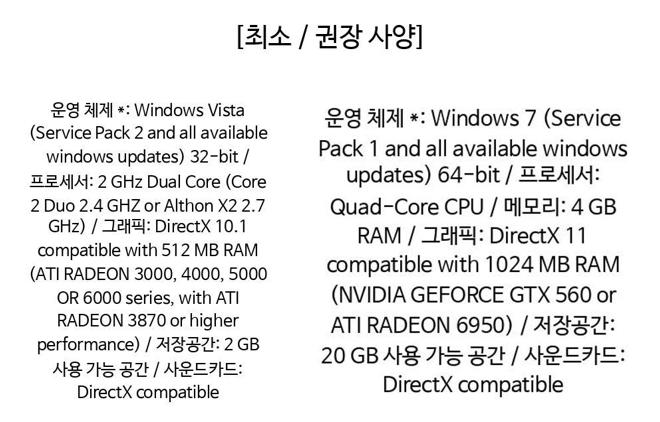 [최소 / 권장 사양]
운영 체제 *: Windows Vista
(Service Pack 2 and all available
windows updates) 32-bit /
프로세서: 2 GHz Dual Core (Core
2 Duo 2.4 GHZ or Althon X2 2.7
GHz) / 그래픽: DirectX 10.1
compatible with 512 MB RAM
(ATI RADEON 3000, 4000, 5000
OR 6000 series, with ATI
RADEON 3870 or higher
performance) / 저장공간: 2 GB
사용 가능 공간 / 사운드카드:
DirectX compatible
운영 체제 *: Windows 7 (Service
Pack 1 and all available windows
updates) 64-bit / 프로세서:
Quad-Core CPU / 메모리: 4 GB
RAM / 그래픽: DirectX 11
compatible with 1024 MB RAM
(NVIDIA GEFORCE GTX 560 or
ATI RADEON 6950) / 저장공간:
20 GB 사용 가능 공간 / 사운드카드:
DirectX compatible